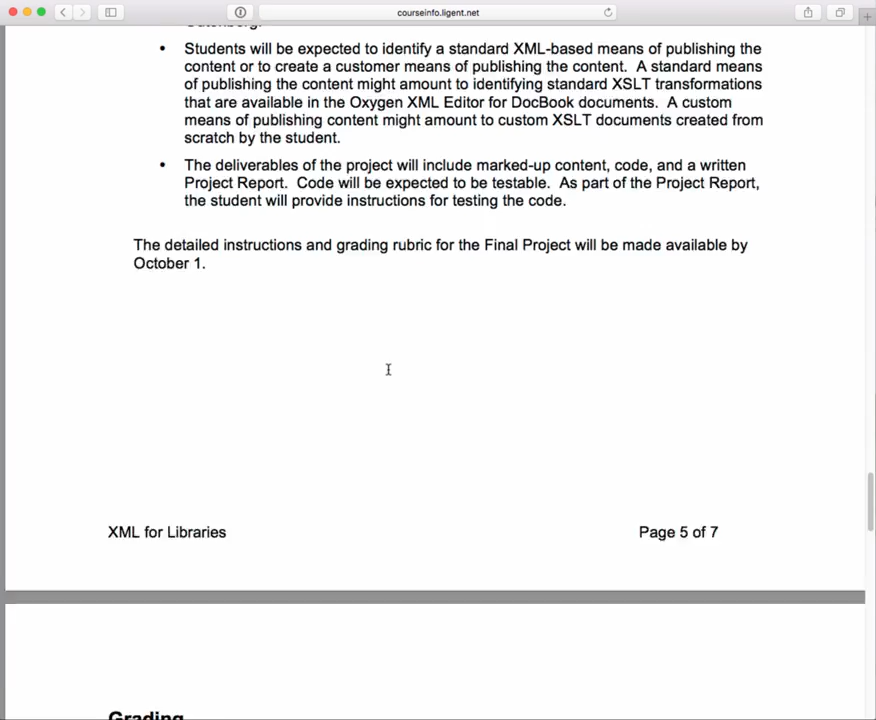 courseinfo.ligent.net
• Students will be expected to identify a standard XML-based means of publishing the
content or to create a customer means of publishing the content.  A standard means
of publishing the content might amount to identifying standard XSLT transformations
that are available in the Oxygen XML Editor for DocBook documents.  A custom
means of publishing content might amount to custom XSLT documents created from
scratch by the student.
• The deliverables of the project will include marked-up content, code, and a written
Project Report.  Code will be expected to be testable.  As part of the Project Report,
the student will provide instructions for testing the code.
The detailed instructions and grading rubric for the Final Project will be made available by
October 1.
XML for Libraries Page 5 of 7
Grading